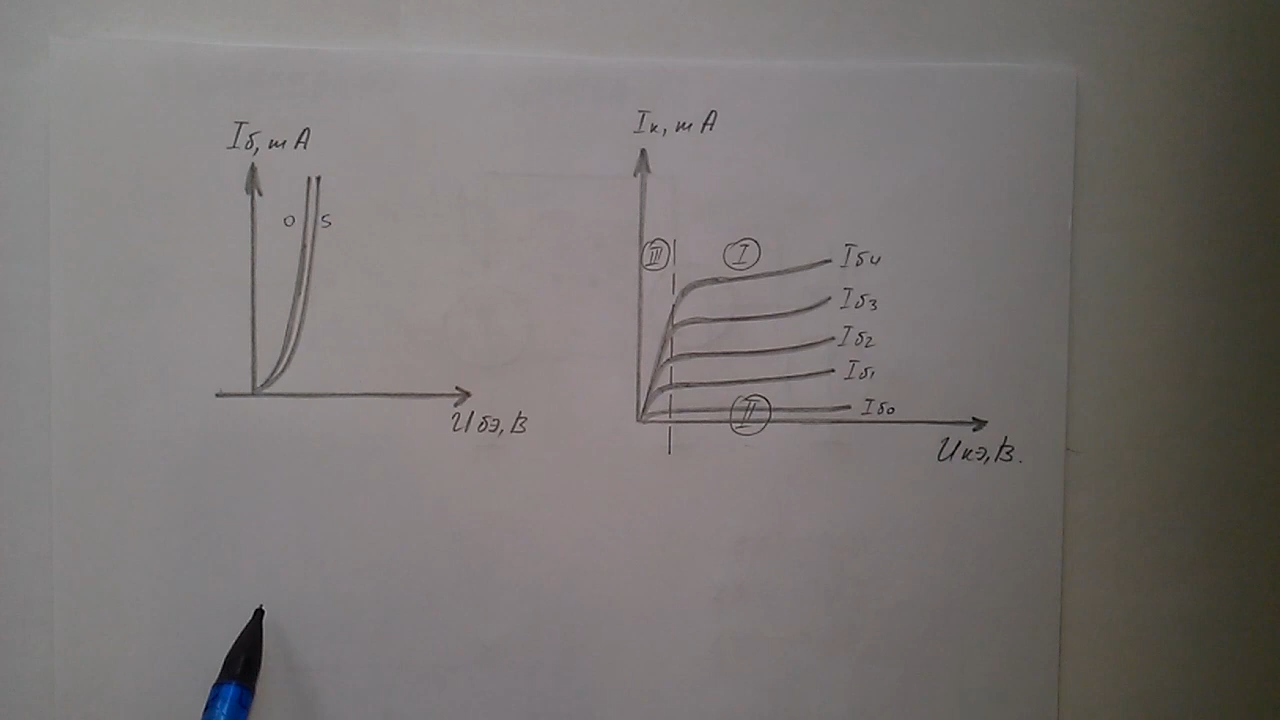 Iб, mA
0 5
Uбэ, В
Iк, mA
III I Iб4
Iб3
Iб2
Iб1
II Iб0
Uкэ, В.